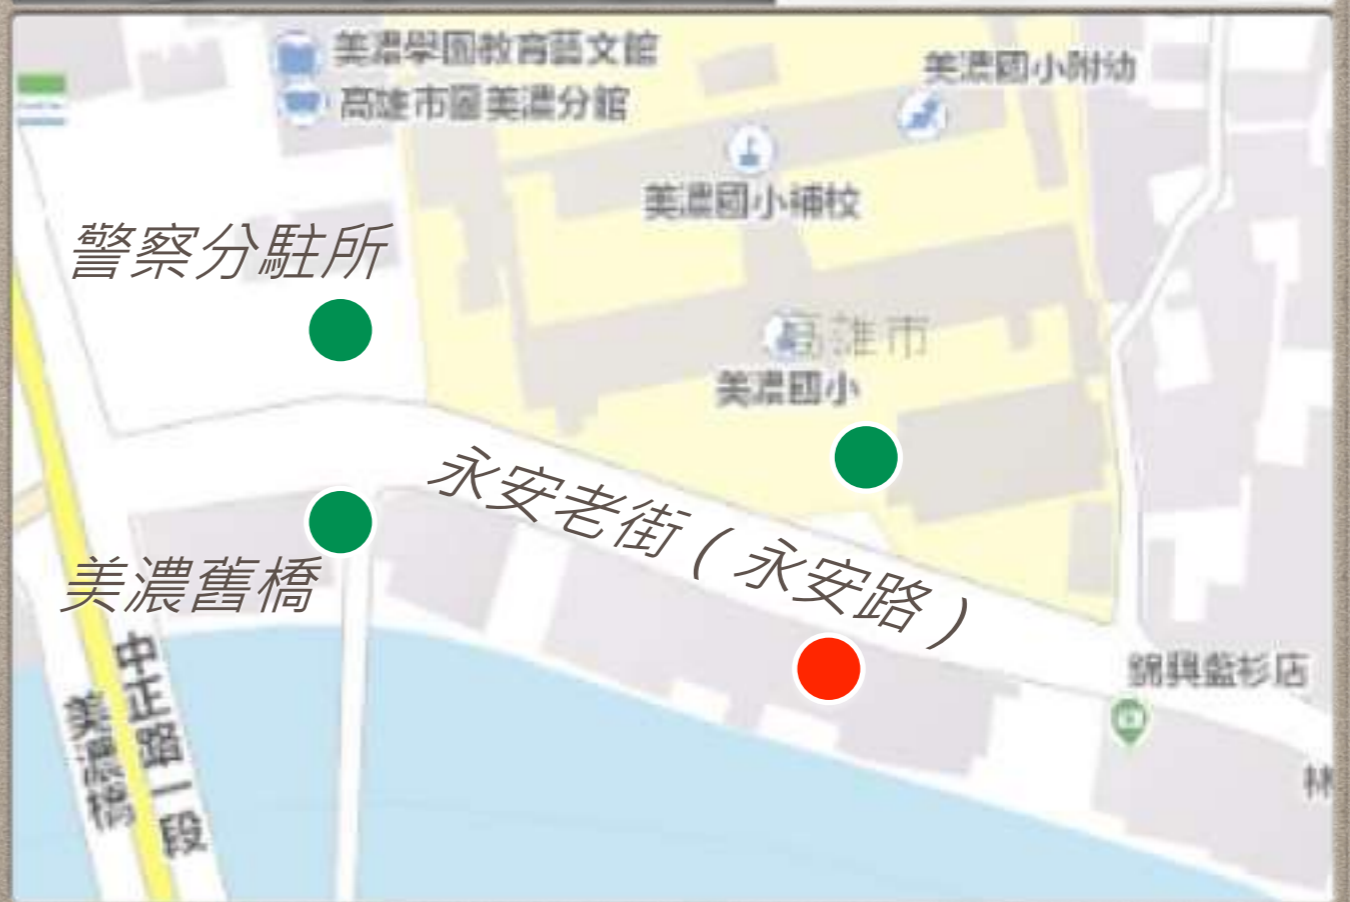 美濃學園教育藝文館
高雄市圖美濃分館
美濃國小附幼
美濃國小補校
警察分駐所
高雄市
美濃國小
永安老街（永安路）
美濃舊橋
中正路一段
美濃橋
錦興藍衫店
林